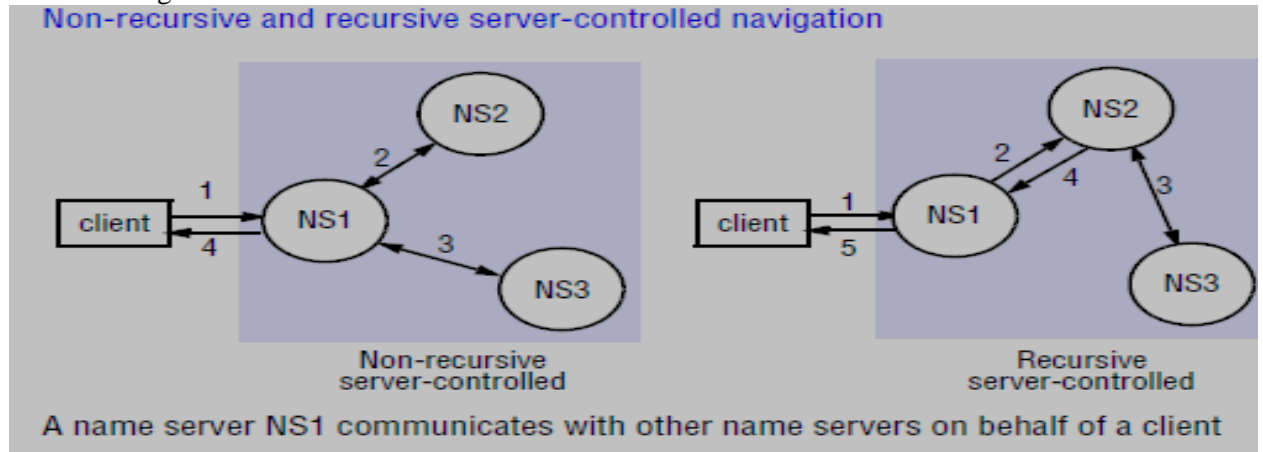 Non-recursive and recursive server-controlled navigation
NS2
2
1
client
NS1
4
3
NS3
Non-recursive
server-controlled
NS2
2
4
1
3
client
NS1
5
NS3
Recursive
server-controlled
A name server NS1 communicates with other name servers on behalf of a client